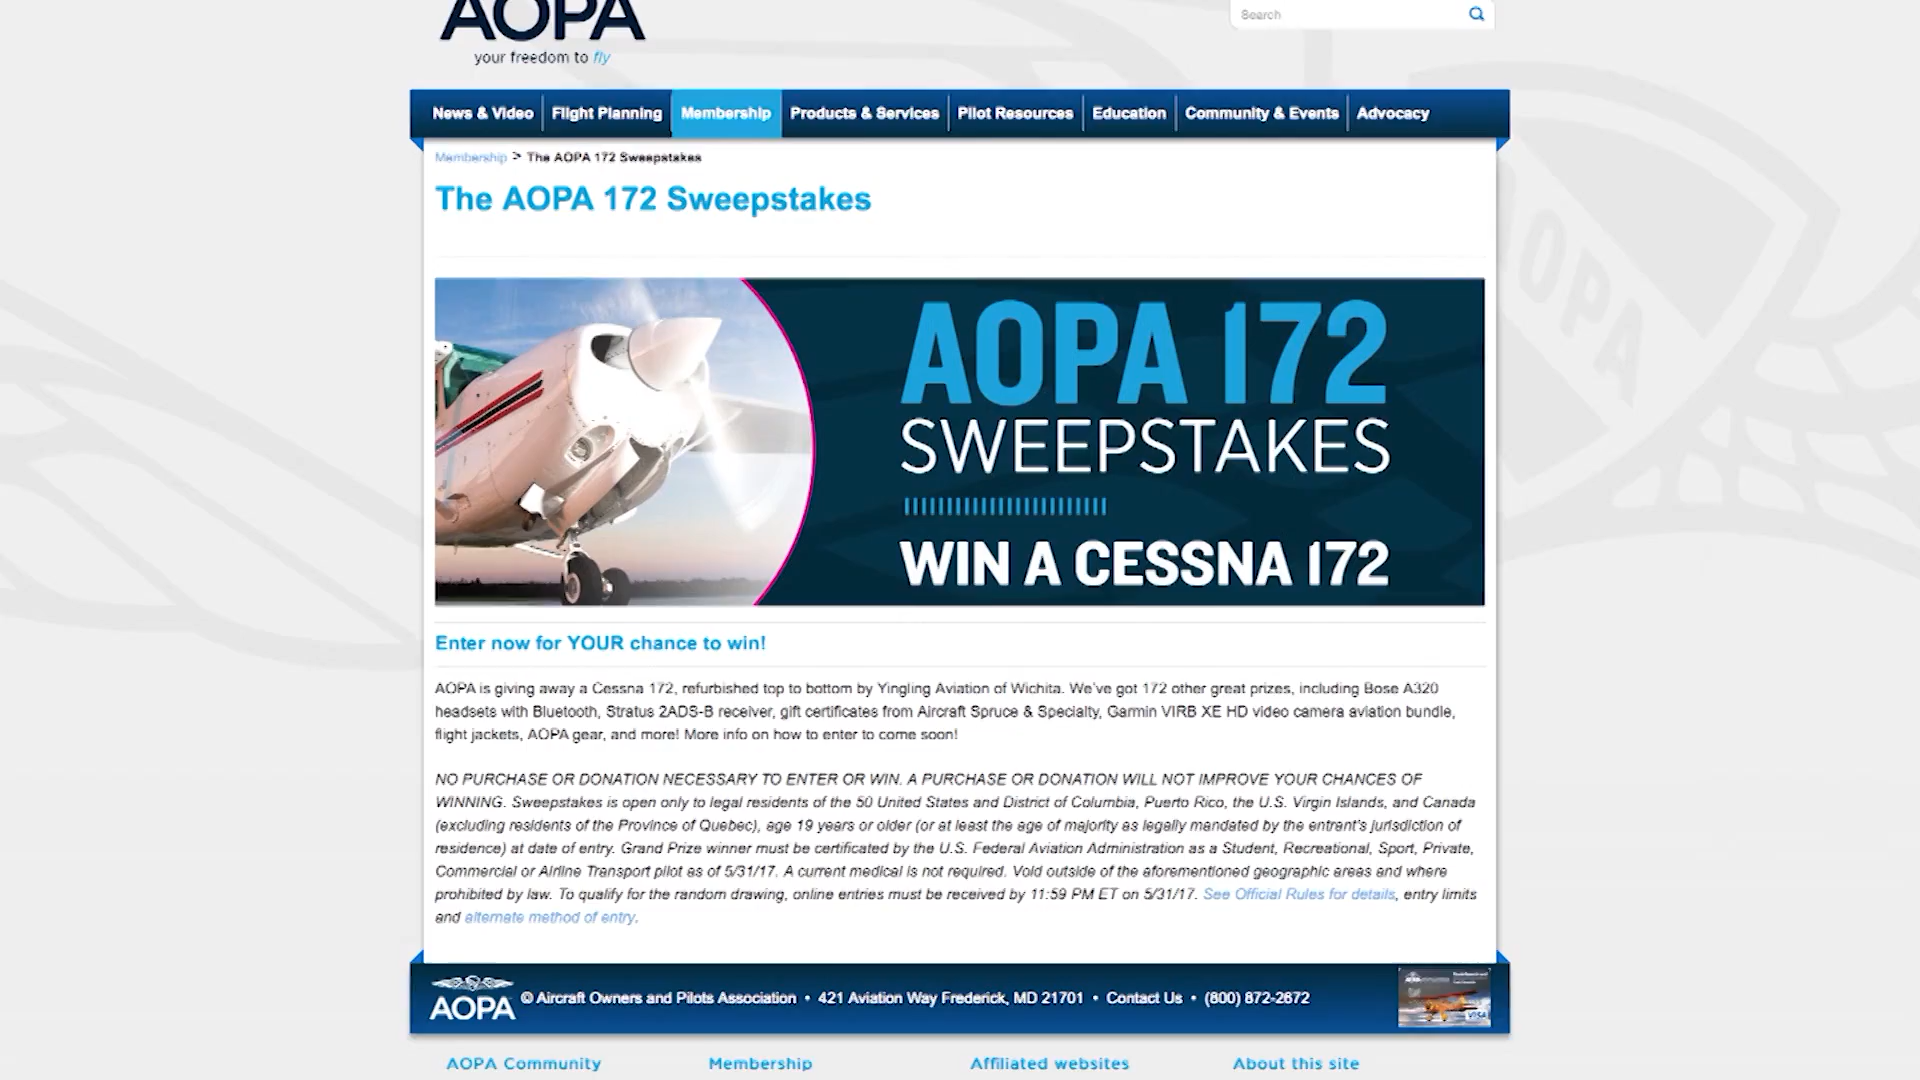 AOPA
your freedom to fly
Search
News & Video Flight Planning Membership Products & Services Pilot Resources Education Community & Events Advocacy
Membership > The AOPA 172 Sweepstakes
The AOPA 172 Sweepstakes
AOPA 172
SWEEPSTAKES
WIN A CESSNA 172
AOPA
Enter now for YOUR chance to win!
AOPA is giving away a Cessna 172, refurbished top to bottom by Yingling Aviation of Wichita. We've got 172 other great prizes, including Bose A320
headsets with Bluetooth, Stratus 2ADS-B receiver, gift certificates from Aircraft Spruce & Specialty, Garmin VIRB XE HD video camera aviation bundle,
flight jackets, AOPA gear, and more! More info on how to enter to come soon!
NO PURCHASE OR DONATION NECESSARY TO ENTER OR WIN. A PURCHASE OR DONATION WILL NOT IMPROVE YOUR CHANCES OF
WINNING. Sweepstakes is open only to legal residents of the 50 United States and District of Columbia, Puerto Rico, the U.S. Virgin Islands, and Canada
(excluding residents of the Province of Quebec), age 19 years or older (or at least the age of majority as legally mandated by the entrant's jurisdiction of
residence) at date of entry. Grand Prize winner must be certificated by the U.S. Federal Aviation Administration as a Student, Recreational, Sport, Private,
Commercial or Airline Transport pilot as of 5/31/17. A current medical is not required. Void outside of the aforementioned geographic areas and where
prohibited by law. To qualify for the random drawing, online entries must be received by 11:59 PM ET on 5/31/17. See Official Rules for details, entry limits
and alternate method of entry.
AOPA © Aircraft Owners and Pilots Association • 421 Aviation Way Frederick, MD 21701 • Contact Us • (800) 872-2672
VISA
AOPA Community Membership Affiliated websites About this site